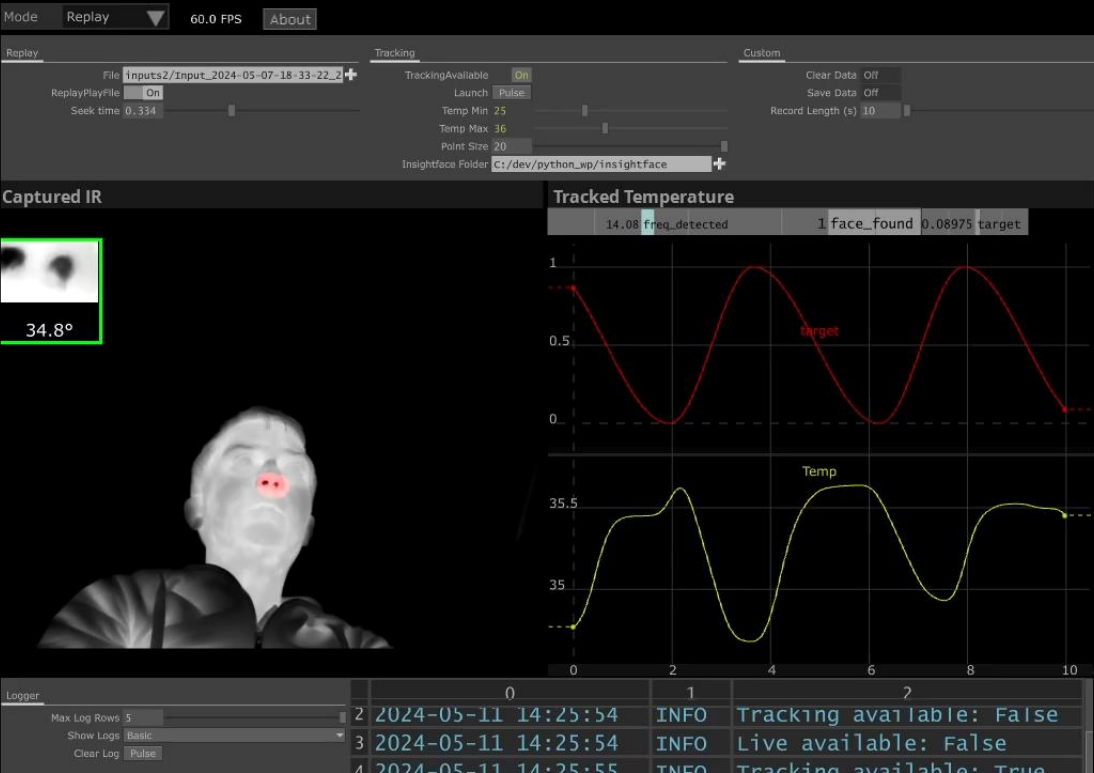 Mode Replay 60.0 FPS About
Replay Tracking Custom
File inputs2/Input_2024-05-07-18-33-22_2
ReplayPlayFile On
Seek time 0.334
TrackingAvailable On
Launch Pulse
Temp Min 25
Temp Max 36
Point Size 20
Insightface Folder C:/dev/python_wp/insightface
Clear Data Off
Save Data Off
Record Length (s) 10
Captured IR
34.8°
Tracked Temperature
14.08 freq_detected 1 face_found 0.08975 target
1
target
0.5
0
Temp
35.5
35
0 2 4 6 8 10
Logger
Max Log Rows 5
Show Logs Basic
Clear Log Pulse
0 1 2
2 2024-05-11 14:25:54 INFO Tracking available: False
3 2024-05-11 14:25:54 INFO Live available: False
4 2024-05-11 14:25:55 INFO Tracking available: True